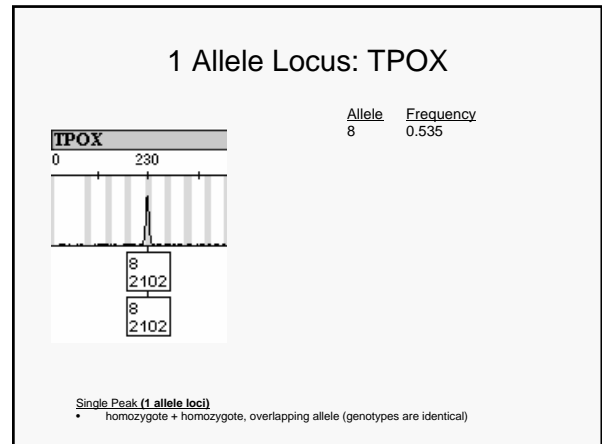 1 Allele Locus: TPOX
Allele Frequency
8 0.535
TPOX
0 230
8
2102
8
2102
Single Peak (1 allele loci)
• homozygote + homozygote, overlapping allele (genotypes are identical)